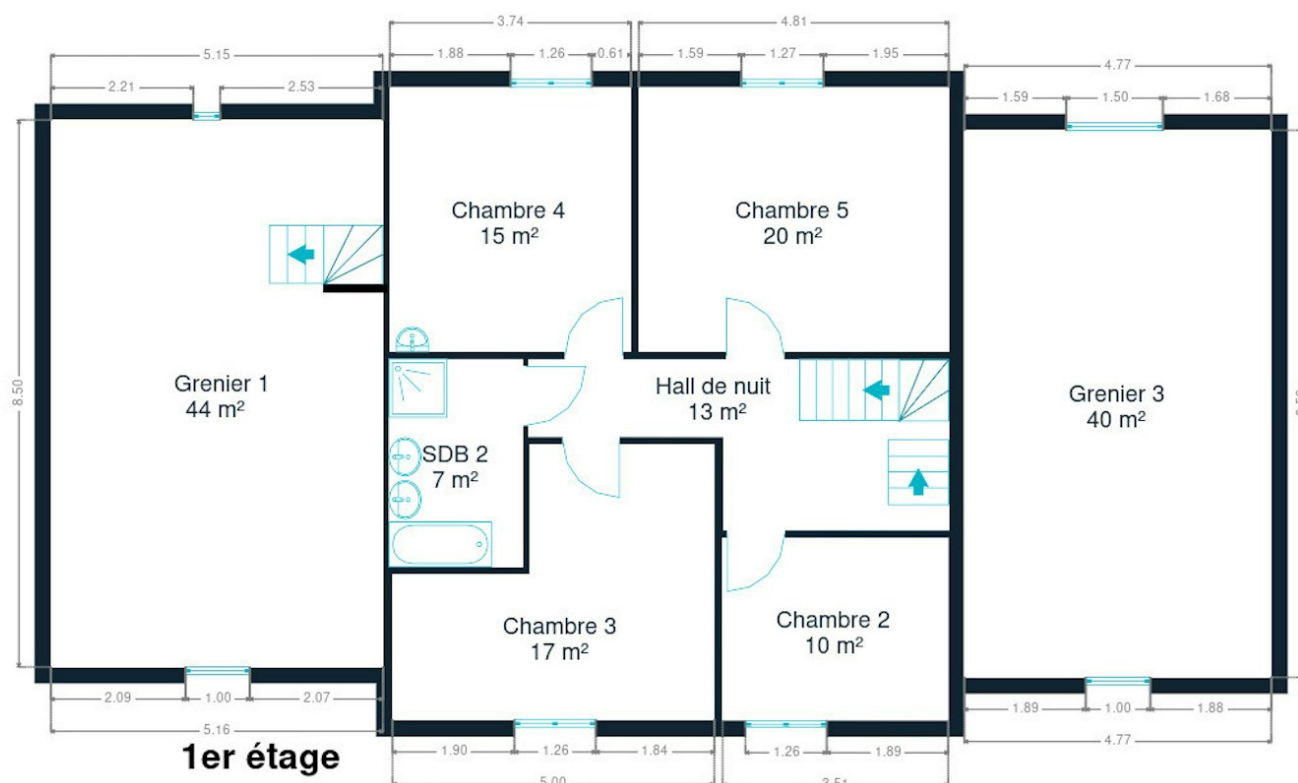 3.74
4.81
1.88
1.26
0.61
1.59
1.27
1.95
5.15
2.21
2.53
4.77
1.59
1.50
1.68
Chambre 4
15 m²
Chambre 5
20 m²
8.50
Grenier 1
44 m²
Hall de nuit
13 m²
Grenier 3
40 m²
SDB 2
7 m²
Chambre 3
17 m²
Chambre 2
10 m²
2.09
1.00
2.07
5.16
1.89
1.00
1.88
4.77
1er étage
1.90
1.26
1.84
1.26
1.89
5.00